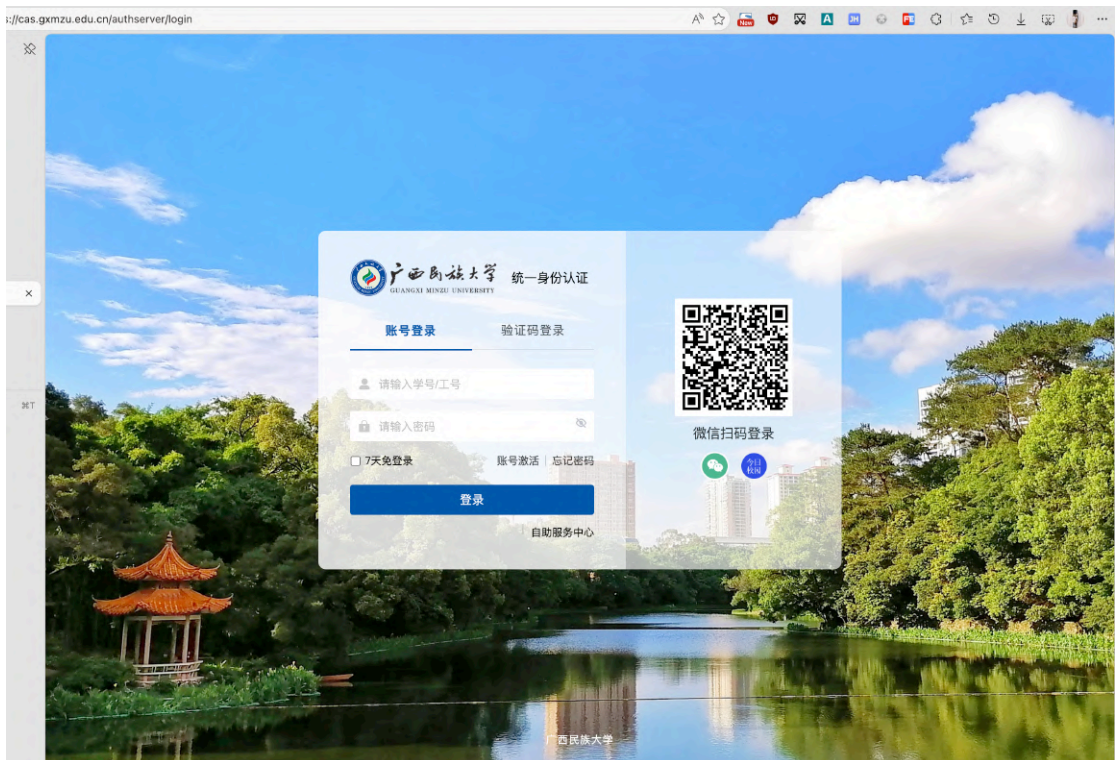 s://cas.gxmzu.edu.cn/authserver/login
New
广西民族大学 统一身份认证
GUANGXI MINZU UNIVERSITY
账号登录 验证码登录
请输入学号/工号
请输入密码
7天免登录 账号激活 忘记密码
登录
自助服务中心
微信扫码登录
今日
校园
⌘T
广西民族大学